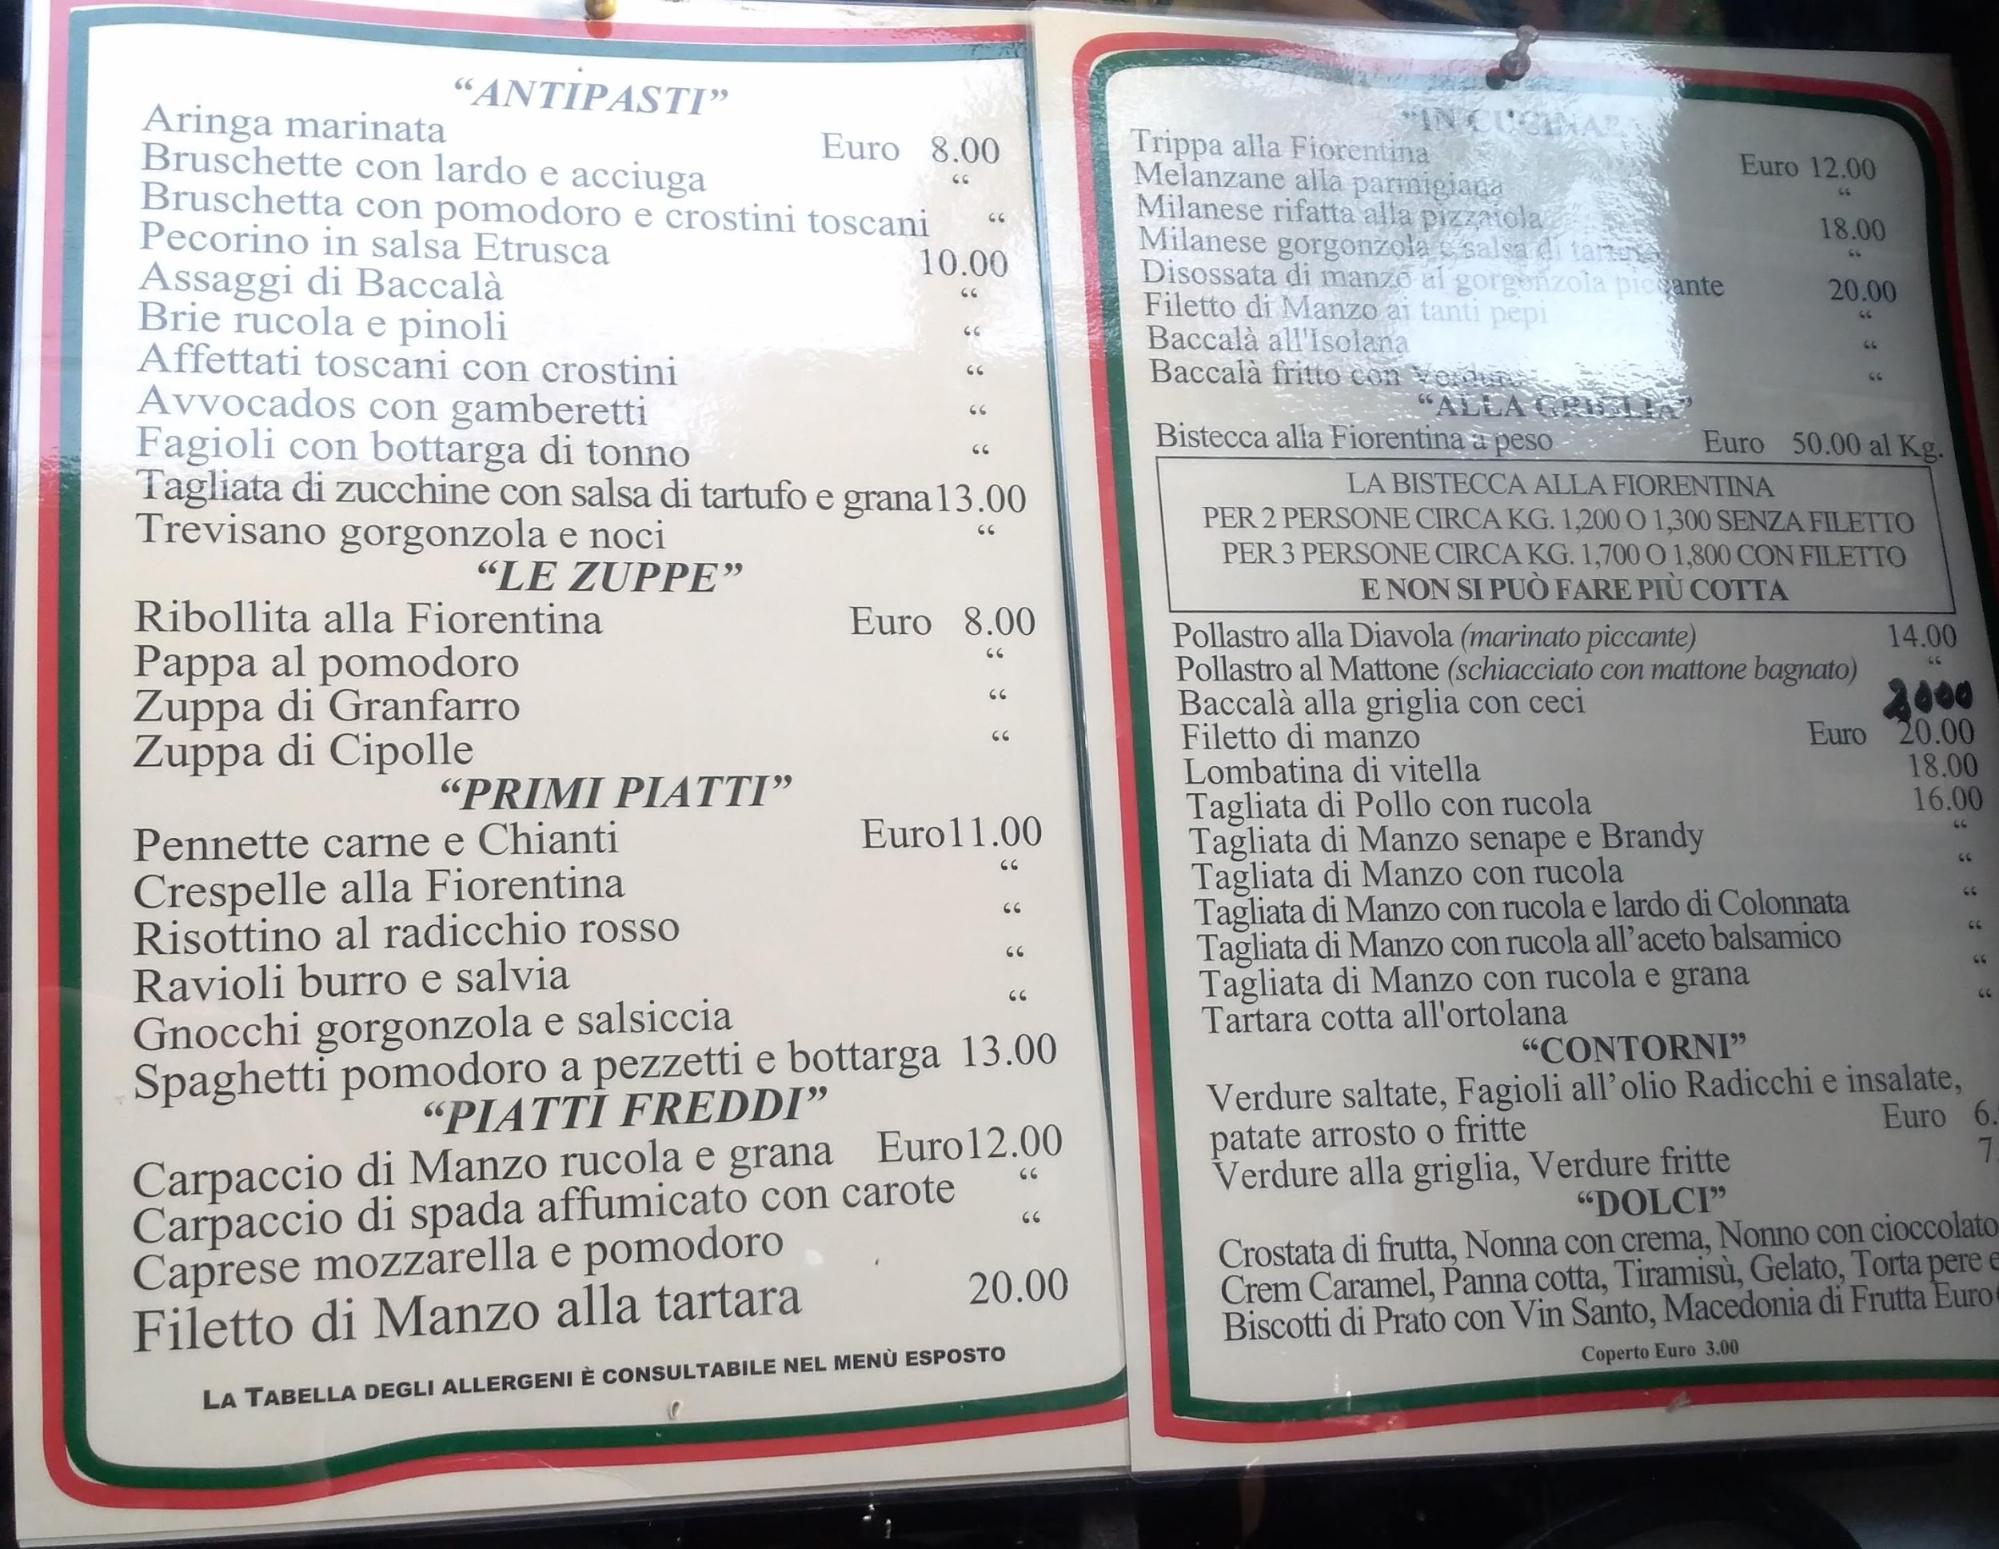 “ANTIPASTI”
Aringa marinata Euro 8.00
Bruschette con lardo e acciuga “
Bruschetta con pomodoro e crostini toscani “
Pecorino in salsa Etrusca 10.00
Assaggi di Baccalà “
Brie rucola e pinoli “
Affettati toscani con crostini “
Avvocados con gamberetti “
Fagioli con bottarga di tonno “
Tagliata di zucchine con salsa di tartufo e grana 13.00
Trevisano gorgonzola e noci “
“LE ZUPPE”
Ribollita alla Fiorentina Euro 8.00
Pappa al pomodoro “
Zuppa di Granfarro “
Zuppa di Cipolle “
“PRIMI PIATTI”
Pennette carne e Chianti Euro 11.00
Crespelle alla Fiorentina “
Risottino al radicchio rosso “
Ravioli burro e salvia “
Gnocchi gorgonzola e salsiccia “
Spaghetti pomodoro a pezzetti e bottarga 13.00
“PIATTI FREDDI”
Carpaccio di Manzo rucola e grana Euro 12.00
Carpaccio di spada affumicato con carote “
Caprese mozzarella e pomodoro “
Filetto di Manzo alla tartara 20.00
LA TABELLA DEGLI ALLERGENI È CONSULTABILE NEL MENÙ ESPOSTO
“IN CUCINA”
Trippa alla Fiorentina Euro 12.00
Melanzane alla parmigiana “
Milanese rifatta alla pizzaiola 18.00
Milanese gorgonzola e salsa di tartufo “
Disossata di manzo al gorgonzola piccante 20.00
Filetto di Manzo ai tanti pepi “
Baccalà all'Isolana “
Baccalà fritto con Verdure “
“ALLA GRIGLIA”
Bistecca alla Fiorentina a peso Euro 50.00 al Kg.
LA BISTECCA ALLA FIORENTINA
PER 2 PERSONE CIRCA KG. 1,200 O 1,300 SENZA FILETTO
PER 3 PERSONE CIRCA KG. 1,700 O 1,800 CON FILETTO
E NON SI PUÒ FARE PIÙ COTTA
Pollastro alla Diavola (marinato piccante) 14.00
Pollastro al Mattone (schiacciato con mattone bagnato) “
Baccalà alla griglia con ceci 2000
Filetto di manzo Euro 20.00
Lombatina di vitella 18.00
Tagliata di Pollo con rucola 16.00
Tagliata di Manzo senape e Brandy “
Tagliata di Manzo con rucola “
Tagliata di Manzo con rucola e lardo di Colonnata “
Tagliata di Manzo con rucola all’aceto balsamico “
Tagliata di Manzo con rucola e grana “
Tartara cotta all'ortolana “
“CONTORNI”
Verdure saltate, Fagioli all’olio Radicchi e insalate,
patate arrosto o fritte Euro 6.
Verdure alla griglia, Verdure fritte 7.
“DOLCI”
Crostata di frutta, Nonna con crema, Nonno con cioccolato
Crem Caramel, Panna cotta, Tiramisù, Gelato, Torta pere e
Biscotti di Prato con Vin Santo, Macedonia di Frutta Euro
Coperto Euro 3.00